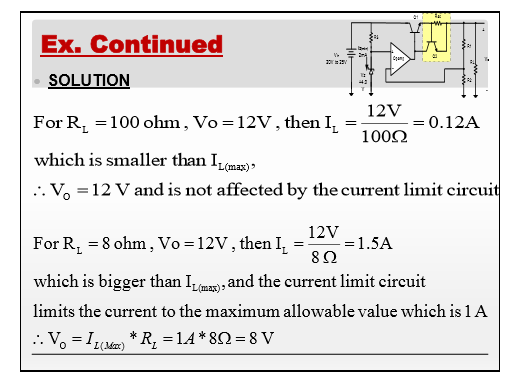 Ex. Continued
• SOLUTION
For R_L = 100 ohm , Vo = 12V , then I_L = 12V / 100Ω = 0.12A
which is smaller than I_L(max),
∴ V_O = 12 V and is not affected by the current limit circuit
For R_L = 8 ohm , Vo = 12V , then I_L = 12V / 8 Ω = 1.5A
which is bigger than I_L(max), and the current limit circuit
limits the current to the maximum allowable value which is 1 A
∴ V_O = I_L(Max) * R_L = 1A * 8Ω = 8 V